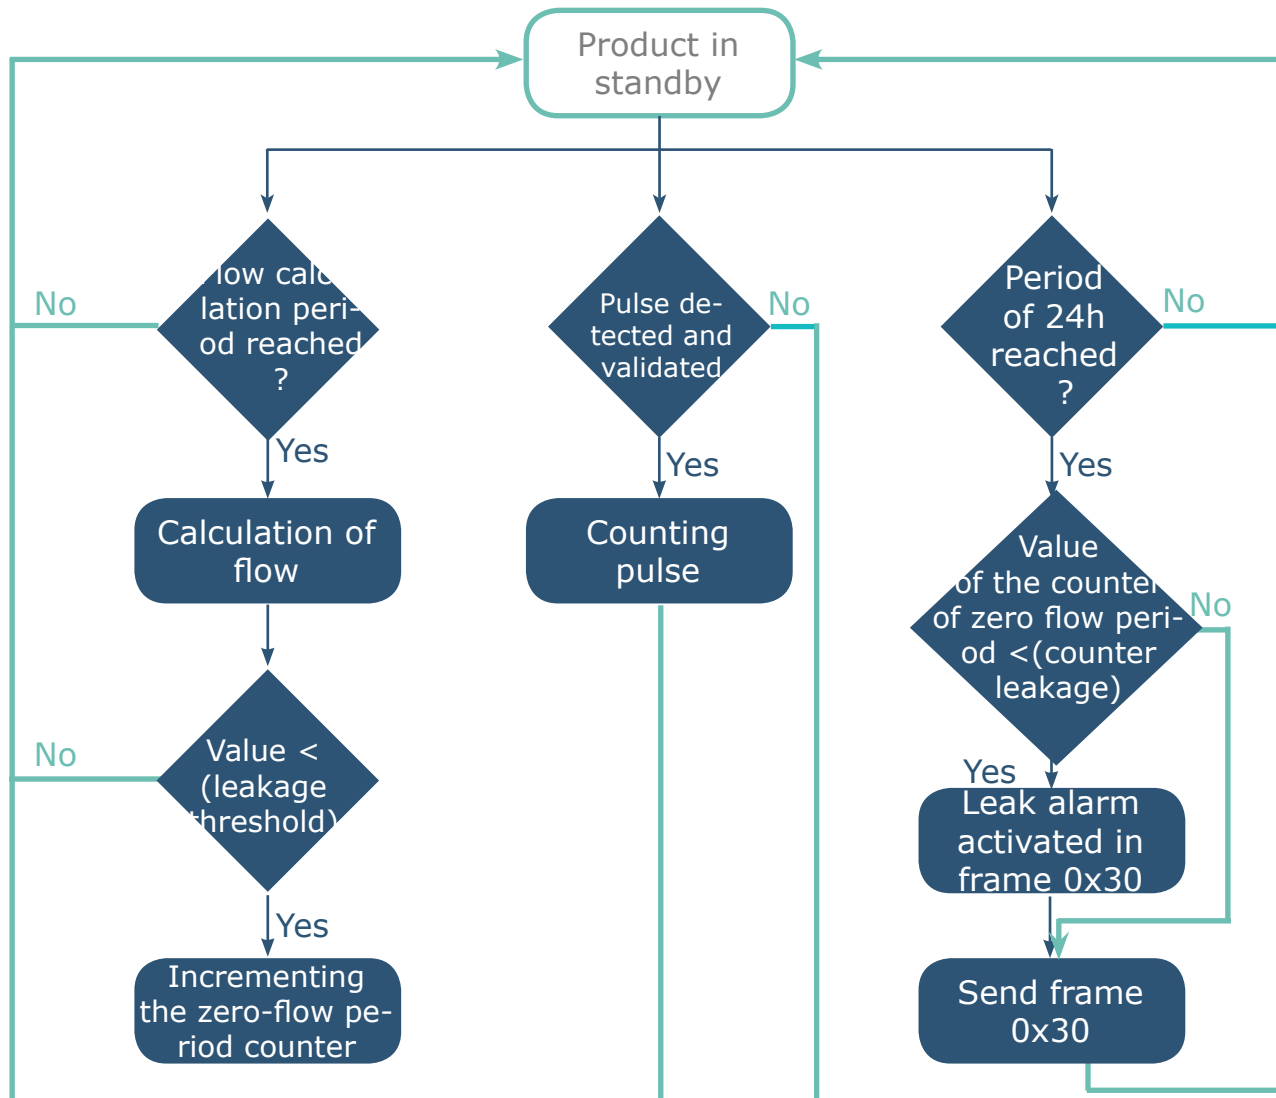 Product in
standby
No
Flow calcu-
lation peri-
od reached
?
Yes
Calculation of
flow
No
Value <
(leakage
threshold)
Yes
Incrementing
the zero-flow pe-
riod counter
Pulse de-
tected and
validated
No
Yes
Counting
pulse
Period
of 24h
reached
?
No
Yes
Value
of the counter
of zero flow peri-
od <(counter
leakage)
No
Yes
Leak alarm
activated in
frame 0x30
Send frame
0x30